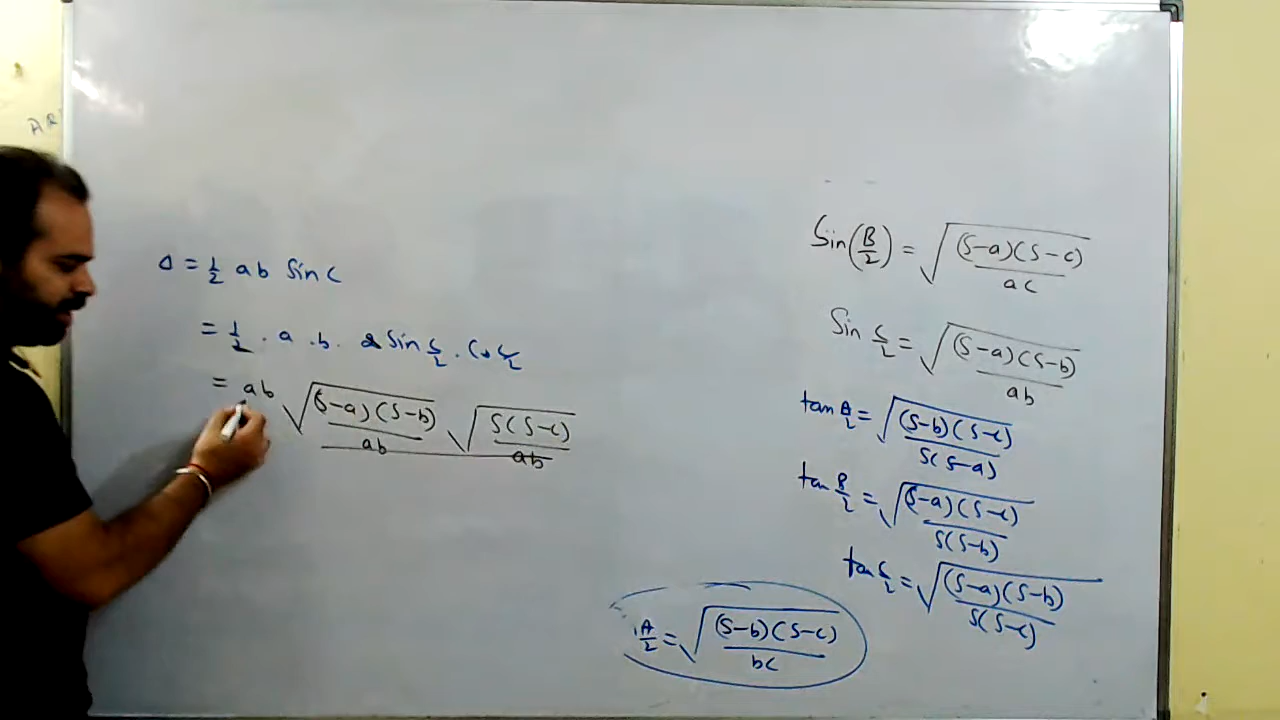 AR
Δ = 1/2 ab Sin C
= 1/2 . a . b . 2 Sin C/2 . Cos C/2
= ab √((S-a)(S-b)/ab) √(S(S-c)/ab)
Sin(B/2) = √((S-a)(S-c)/ac)
Sin C/2 = √((S-a)(S-b)/ab)
tan A/2 = √((S-b)(S-c)/S(S-a))
tan B/2 = √((S-a)(S-c)/S(S-b))
tan C/2 = √((S-a)(S-b)/S(S-c))
A/2 = √((S-b)(S-c)/bc)